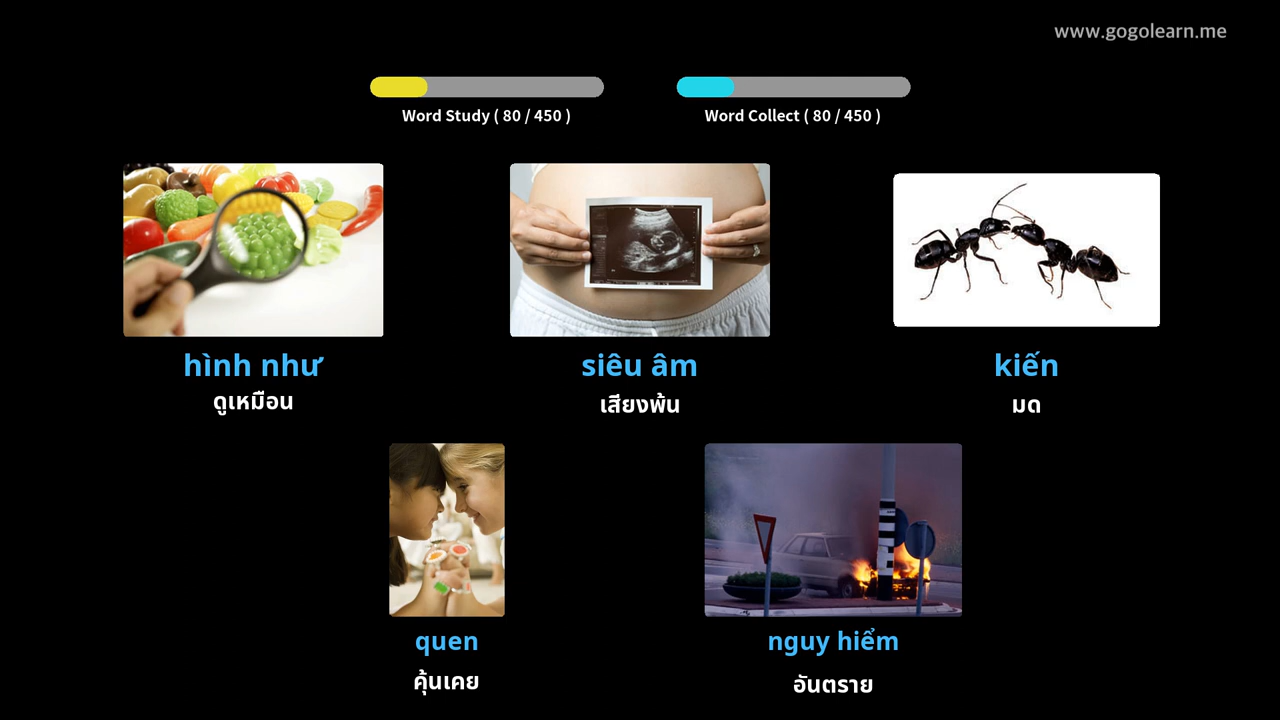 www.gogolearn.me
Word Study ( 80 / 450 )
Word Collect ( 80 / 450 )
hình như
ดูเหมือน
siêu âm
เสียงพ้น
kiến
มด
quen
คุ้นเคย
nguy hiểm
อันตราย